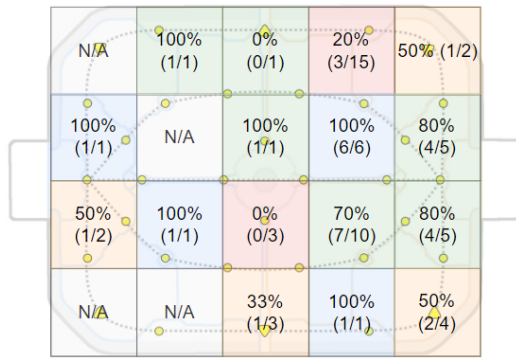 N/A 100% 0% 20% 50% (1/2)
(1/1) (0/1) (3/15)
100% N/A 100% 100% 80%
(1/1) (1/1) (6/6) (4/5)
50% 100% 0% 70% 80%
(1/2) (1/1) (0/3) (7/10) (4/5)
N/A N/A 33% 100% 50%
(1/3) (1/1) (2/4)